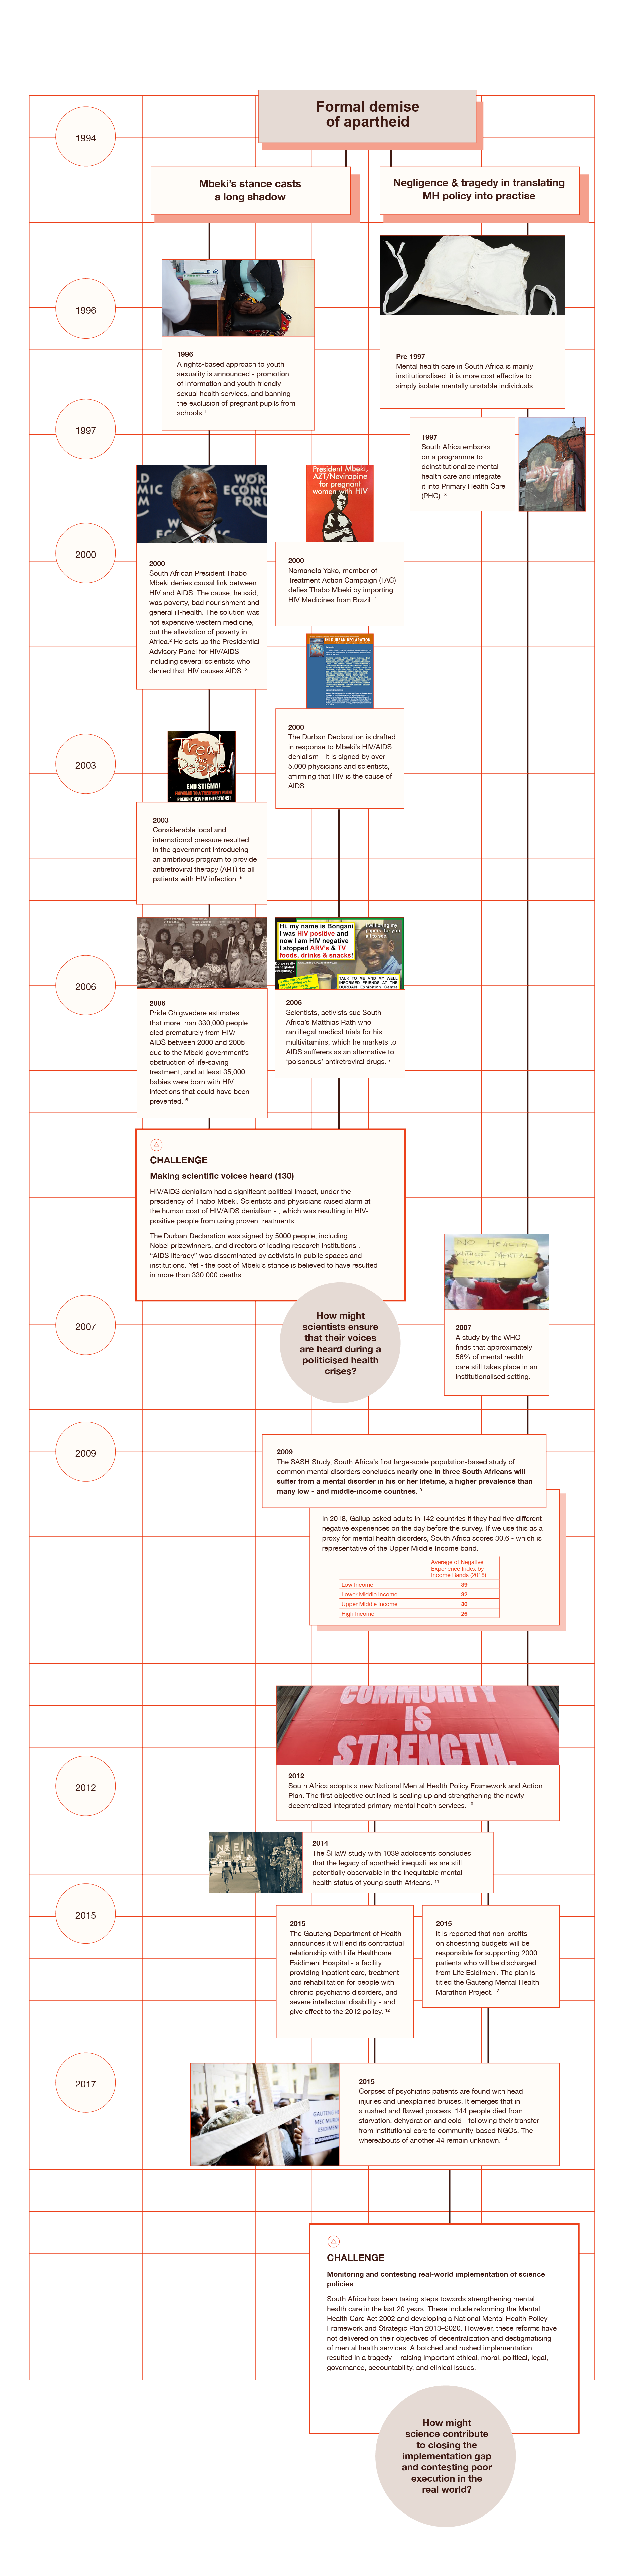 Formal demise
of apartheid
1994
Mbeki's stance casts
a long shadow
Negligence & tragedy in translating
MH policy into practise
1996
1996
A rights-based approach to youth
sexuality is announced - promotion
of information and youth-friendly
sexual health services, and banning
the exclusion of pregnant pupils from
schools.1
Pre 1997
Mental health care in South Africa is mainly
institutionalised, it is more cost effective to
simply isolate mentally unstable individuals.
1997
1997
South Africa embarks
on a programme to
deinstitutionalize mental
health care and integrate
it into Primary Health Care
(PHC). 8
2000
WORLD
ECONOMIC
FORUM
2000
South African President Thabo
Mbeki denies causal link between
HIV and AIDS. The cause, he said,
was poverty, bad nourishment and
general ill-health. The solution was
not expensive western medicine,
but the alleviation of poverty in
Africa.2 He sets up the Presidential
Advisory Panel for HIV/AIDS
including several scientists who
denied that HIV causes AIDS. 3
President Mbeki,
AZT/Nevirapine
for pregnant
women with HIV
2000
Nomandla Yako, member of
Treatment Action Campaign (TAC)
defies Thabo Mbeki by importing
HIV Medicines from Brazil. 4
2000
The Durban Declaration is drafted
in response to Mbeki's HIV/AIDS
denialism - it is signed by over
5,000 physicians and scientists,
affirming that HIV is the cause of
AIDS.
2003
Treat
the
People!
END STIGMA!
FORWARD TO A TREATMENT PLAN!
PREVENT NEW HIV INFECTIONS!
2003
Considerable local and
international pressure resulted
in the government introducing
an ambitious program to provide
antiretroviral therapy (ART) to all
patients with HIV infection. 5
2006
2006
Pride Chigwedere estimates
that more than 330,000 people
died prematurely from HIV/
AIDS between 2000 and 2005
due to the Mbeki government's
obstruction of life-saving
treatment, and at least 35,000
babies were born with HIV
infections that could have been
prevented. 6
Hi, my name is Bongani
I was HIV positive and
now I am HIV negative
I stopped ARV's & TV
foods, drinks & snacks!
TALK TO ME AND MY WELL
INFORMED FRIENDS AT THE
DURBAN Exhibition Centre
2006
Scientists, activists sue South
Africa's Matthias Rath who
ran illegal medical trials for his
multivitamins, which he markets to
AIDS sufferers as an alternative to
'poisonous' antiretroviral drugs. 7
CHALLENGE
Making scientific voices heard (130)
HIV/AIDS denialism had a significant political impact, under the
presidency of Thabo Mbeki. Scientists and physicians raised alarm at
the human cost of HIV/AIDS denialism - , which was resulting in HIV-
positive people from using proven treatments.
The Durban Declaration was signed by 5000 people, including
Nobel prizewinners, and directors of leading research institutions .
"AIDS literacy" was disseminated by activists in public spaces and
institutions. Yet - the cost of Mbeki's stance is believed to have resulted
in more than 330,000 deaths
How might
scientists ensure
that their voices
are heard during a
politicised health
crises?
2007
NO HEALTH
WITHOUT MENTAL
HEALTH
2007
A study by the WHO
finds that approximately
56% of mental health
care still takes place in an
institutionalised setting.
2009
2009
The SASH Study, South Africa's first large-scale population-based study of
common mental disorders concludes nearly one in three South Africans will
suffer from a mental disorder in his or her lifetime, a higher prevalence than
many low - and middle-income countries. 9
In 2018, Gallup asked adults in 142 countries if they had five different
negative experiences on the day before the survey. If we use this as a
proxy for mental health disorders, South Africa scores 30.6 - which is
representative of the Upper Middle Income band.
Average of Negative
Experience Index by
Income Bands (2018)
Low Income 39
Lower Middle Income 32
Upper Middle Income 30
High Income 26
COMMUNITY
IS
STRENGTH.
2012
2012
South Africa adopts a new National Mental Health Policy Framework and Action
Plan. The first objective outlined is scaling up and strengthening the newly
decentralized integrated primary mental health services. 10
2014
The SHaW study with 1039 adolocents concludes
that the legacy of apartheid inequalities are still
potentially observable in the inequitable mental
health status of young south Africans. 11
2015
2015
The Gauteng Department of Health
announces it will end its contractual
relationship with Life Healthcare
Esidimeni Hospital - a facility
providing inpatient care, treatment
and rehabilitation for people with
chronic psychiatric disorders, and
severe intellectual disability - and
give effect to the 2012 policy. 12
2015
It is reported that non-profits
on shoestring budgets will be
responsible for supporting 2000
patients who will be discharged
from Life Esidimeni. The plan is
titled the Gauteng Mental Health
Marathon Project. 13
2017
2015
Corpses of psychiatric patients are found with head
injuries and unexplained bruises. It emerges that in
a rushed and flawed process, 144 people died from
starvation, dehydration and cold - following their transfer
from institutional care to community-based NGOs. The
whereabouts of another 44 remain unknown. 14
CHALLENGE
Monitoring and contesting real-world implementation of science
policies
South Africa has been taking steps towards strengthening mental
health care in the last 20 years. These include reforming the Mental
Health Care Act 2002 and developing a National Mental Health Policy
Framework and Strategic Plan 2013–2020. However, these reforms have
not delivered on their objectives of decentralization and destigmatising
of mental health services. A botched and rushed implementation
resulted in a tragedy - raising important ethical, moral, political, legal,
governance, accountability, and clinical issues.
How might
science contribute
to closing the
implementation gap
and contesting poor
execution in the
real world?